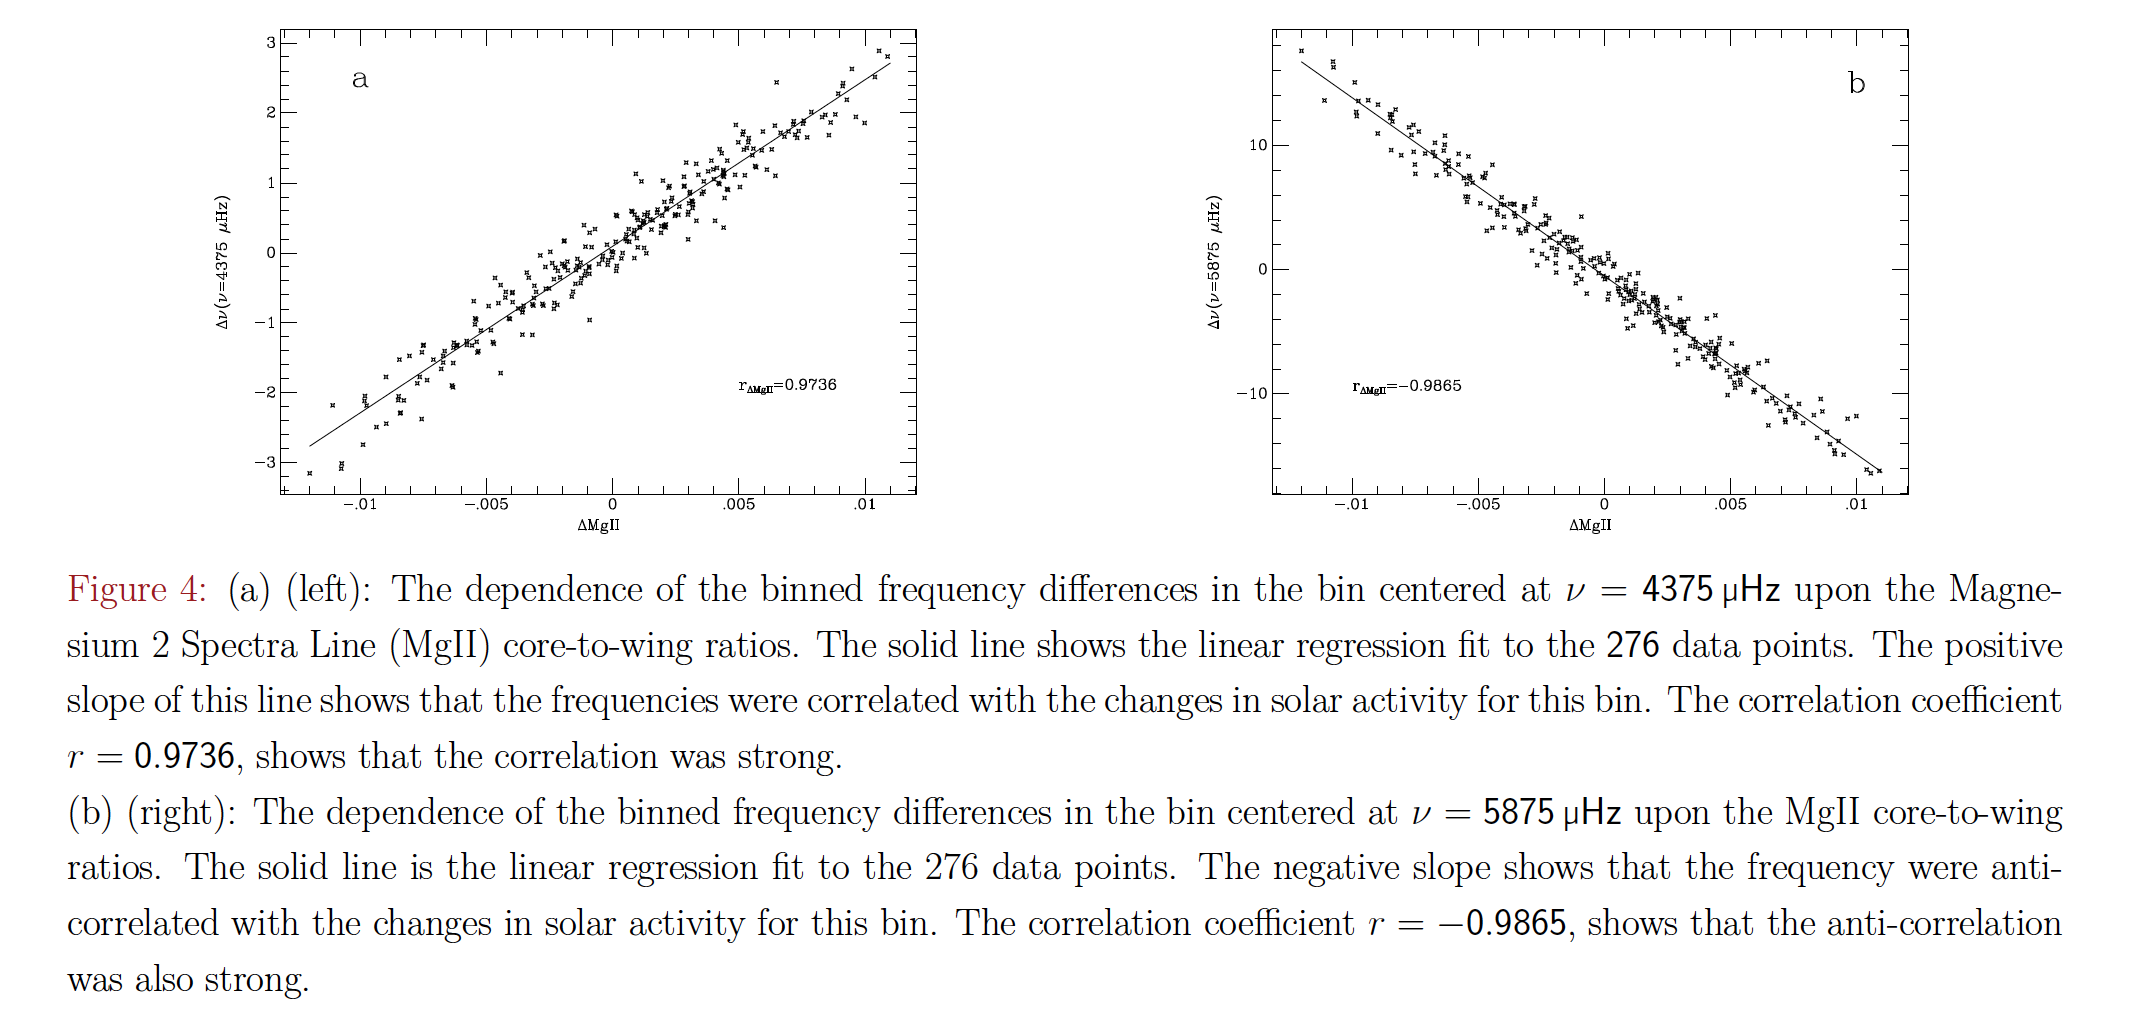 3
2
1
0
−1
−2
−3
a
r∆MgII=0.9736
∆ν(ν=4375 μHz)
−.01 −.005 0 .005 .01
∆MgII
10
0
−10
b
r∆MgII=−0.9865
∆ν(ν=5875 μHz)
−.01 −.005 0 .005 .01
∆MgII
Figure 4: (a) (left): The dependence of the binned frequency differences in the bin centered at ν = 4375 μHz upon the Magne-
sium 2 Spectra Line (MgII) core-to-wing ratios. The solid line shows the linear regression fit to the 276 data points. The positive
slope of this line shows that the frequencies were correlated with the changes in solar activity for this bin. The correlation coefficient
r = 0.9736, shows that the correlation was strong.
(b) (right): The dependence of the binned frequency differences in the bin centered at ν = 5875 μHz upon the MgII core-to-wing
ratios. The solid line is the linear regression fit to the 276 data points. The negative slope shows that the frequency were anti-
correlated with the changes in solar activity for this bin. The correlation coefficient r = −0.9865, shows that the anti-correlation
was also strong.